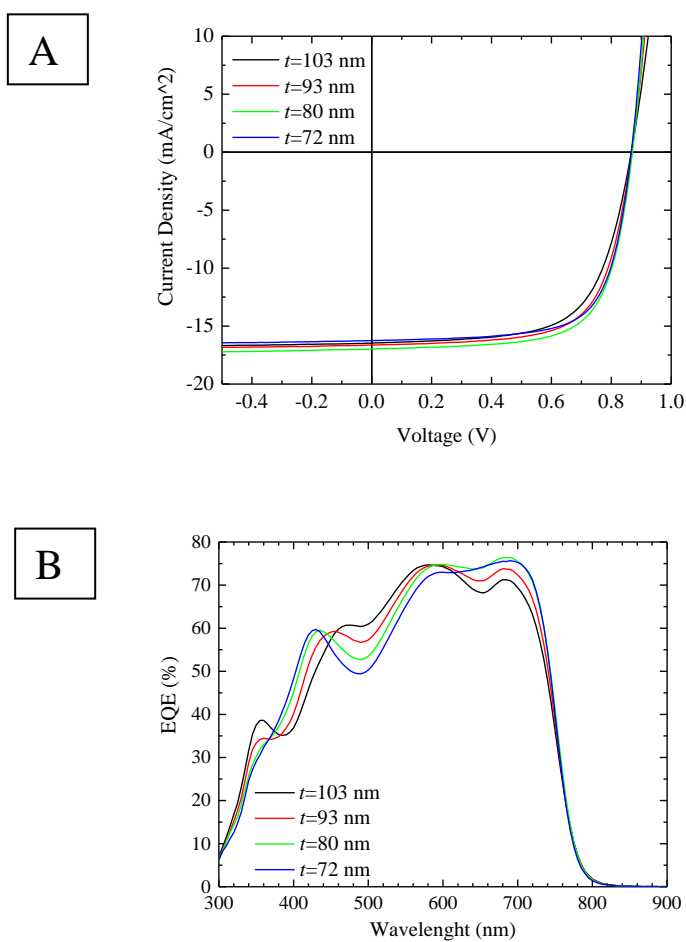 A
10
5
0
-5
-10
-15
-20
Current Density (mA/cm^2)
t=103 nm
t=93 nm
t=80 nm
t=72 nm
-0.4 -0.2 0.0 0.2 0.4 0.6 0.8 1.0
Voltage (V)
B
80
70
60
50
40
30
20
10
0
EQE (%)
t=103 nm
t=93 nm
t=80 nm
t=72 nm
300 400 500 600 700 800 900
Wavelenght (nm)